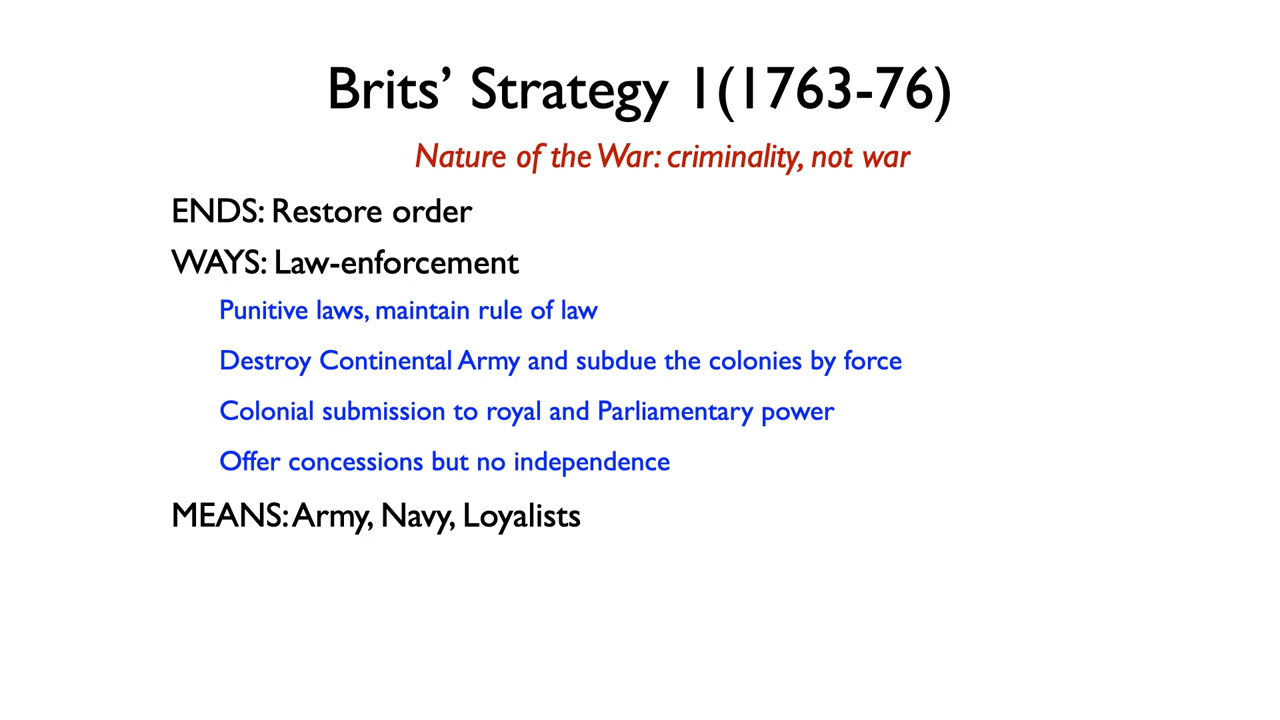 Brits’ Strategy 1(1763-76)
Nature of the War: criminality, not war
ENDS: Restore order
WAYS: Law-enforcement
Punitive laws, maintain rule of law
Destroy Continental Army and subdue the colonies by force
Colonial submission to royal and Parliamentary power
Offer concessions but no independence
MEANS: Army, Navy, Loyalists